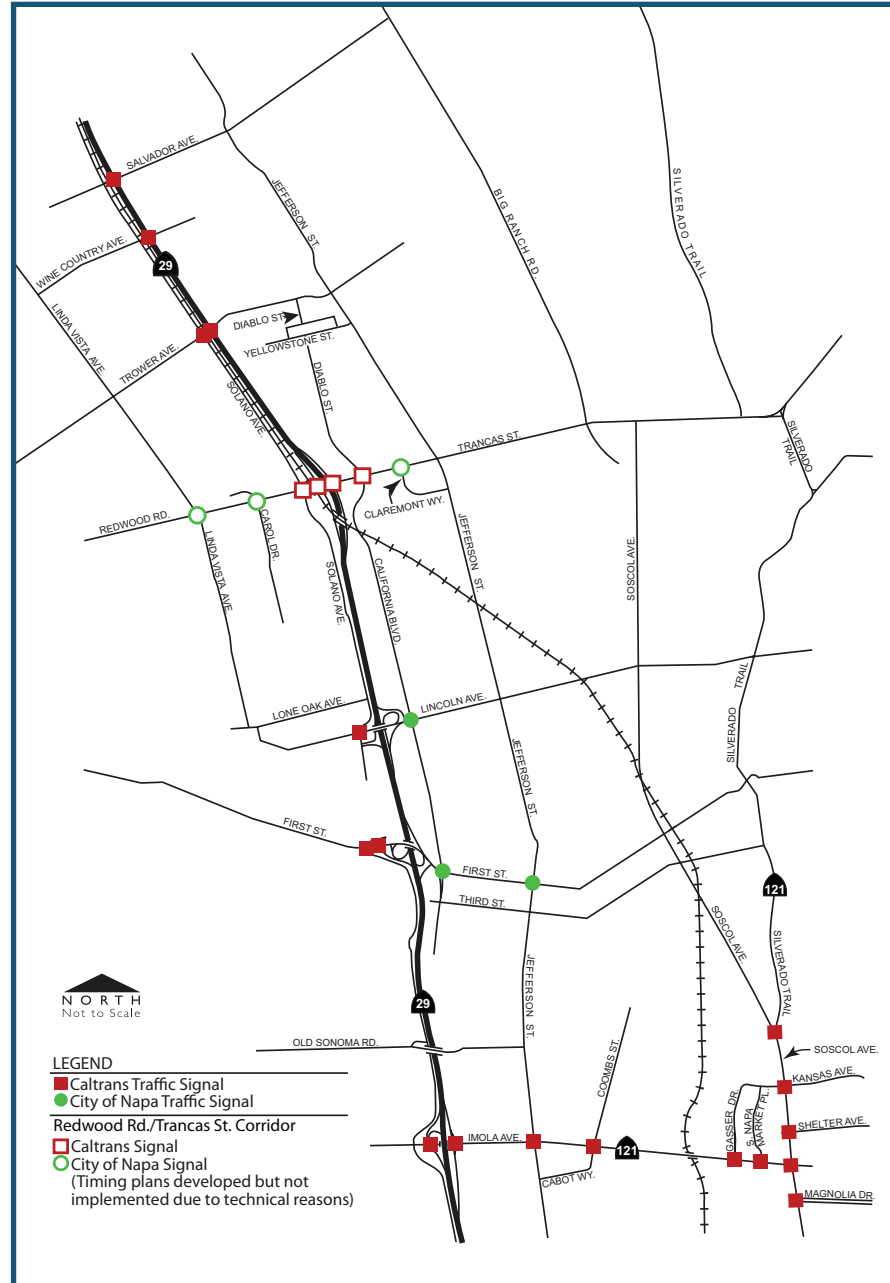 SALVADOR AVE.
JEFFERSON ST.
BIG RANCH RD.
SILVERADO TRAIL
WINE COUNTRY AVE.
29
LINDA VISTA AVE.
DIABLO ST.
YELLOWSTONE ST.
TROWER AVE.
SOLANO AVE.
DIABLO ST.
TRANCAS ST.
SILVERADO
TRAIL
CLAREMONT WY.
REDWOOD RD.
CAROL DR.
LINDA VISTA AVE.
SOLANO AVE.
CALIFORNIA BLVD.
JEFFERSON ST.
SOSCOL AVE.
LONE OAK AVE.
LINCOLN AVE.
SILVERADO TRAIL
JEFFERSON ST.
FIRST ST.
FIRST ST.
THIRD ST.
121
SOSCOL AVE.
SILVERADO TRAIL
NORTH
Not to Scale
29
JEFFERSON ST.
OLD SONOMA RD.
COOMBS ST.
SOSCOL AVE.
KANSAS AVE.
GASSER DR.
S. NAPA
MARKET PL.
SHELTER AVE.
IMOLA AVE.
121
CABOT WY.
MAGNOLIA DR.
LEGEND
Caltrans Traffic Signal
City of Napa Traffic Signal
Redwood Rd./Trancas St. Corridor
Caltrans Signal
City of Napa Signal
(Timing plans developed but not
implemented due to technical reasons)